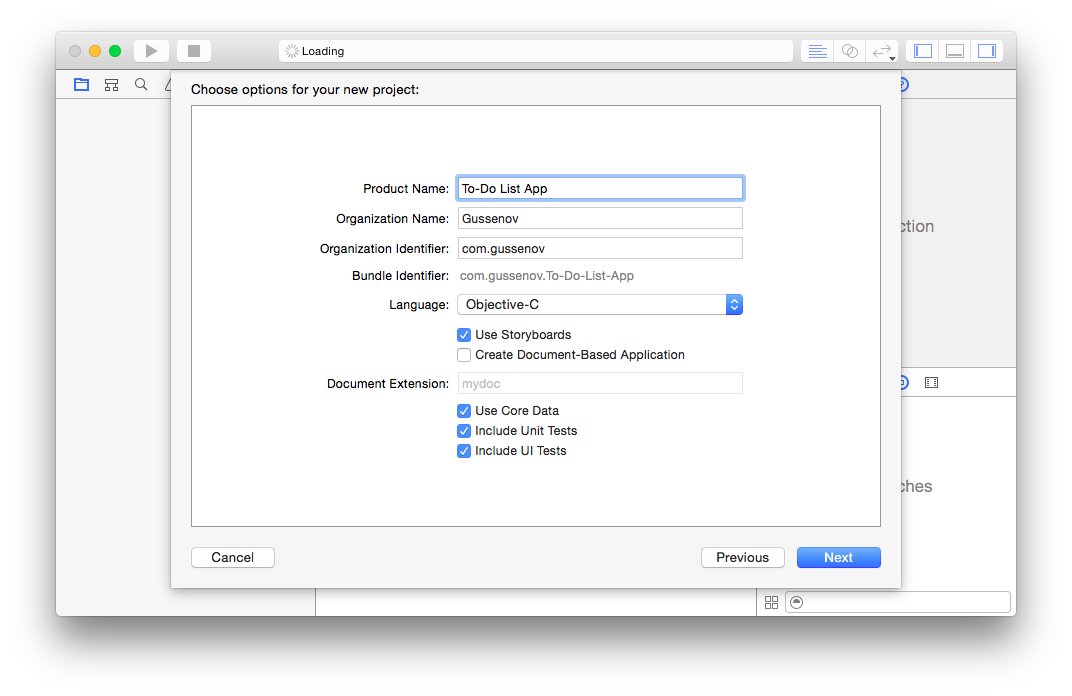 Loading
Choose options for your new project:
Product Name: To-Do List App
Organization Name: Gussenov
Organization Identifier: com.gussenov
Bundle Identifier: com.gussenov.To-Do-List-App
Language: Objective-C
Use Storyboards
Create Document-Based Application
Document Extension: mydoc
Use Core Data
Include Unit Tests
Include UI Tests
Cancel
Previous
Next